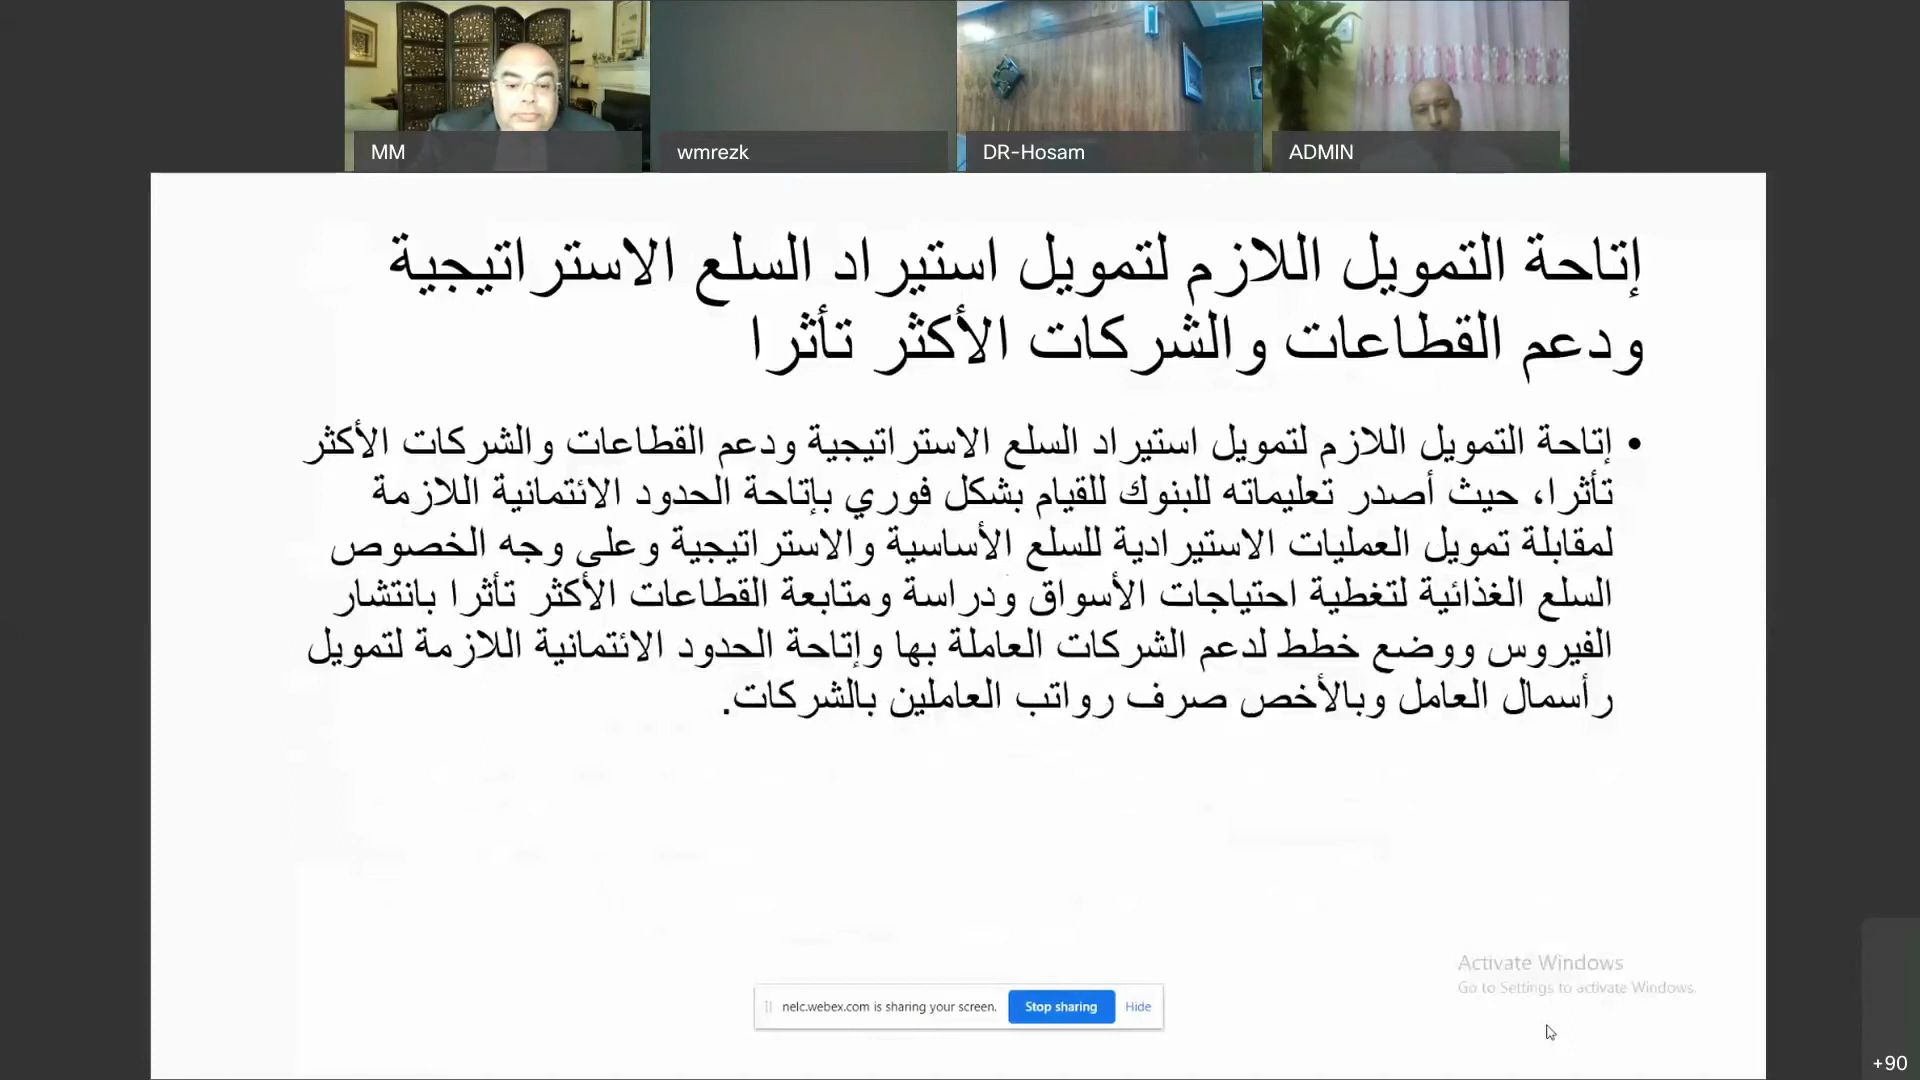 MM
wmrezk
DR-Hosam
ADMIN
إتاحة التمويل اللازم لتمويل استيراد السلع الاستراتيجية
ودعم القطاعات والشركات الأكثر تأثرا
• إتاحة التمويل اللازم لتمويل استيراد السلع الاستراتيجية ودعم القطاعات والشركات الأكثر
تأثرا، حيث أصدر تعليماته للبنوك للقيام بشكل فوري بإتاحة الحدود الائتمانية اللازمة
لمقابلة تمويل العمليات الاستيرادية للسلع الأساسية والاستراتيجية وعلى وجه الخصوص
السلع الغذائية لتغطية احتياجات الأسواق ودراسة ومتابعة القطاعات الأكثر تأثرا بانتشار
الفيروس ووضع خطط لدعم الشركات العاملة بها وإتاحة الحدود الائتمانية اللازمة لتمويل
رأسمال العامل وبالأخص صرف رواتب العاملين بالشركات.
Activate Windows
Go to Settings to activate Windows.
nelc.webex.com is sharing your screen.
Stop sharing
Hide
+90